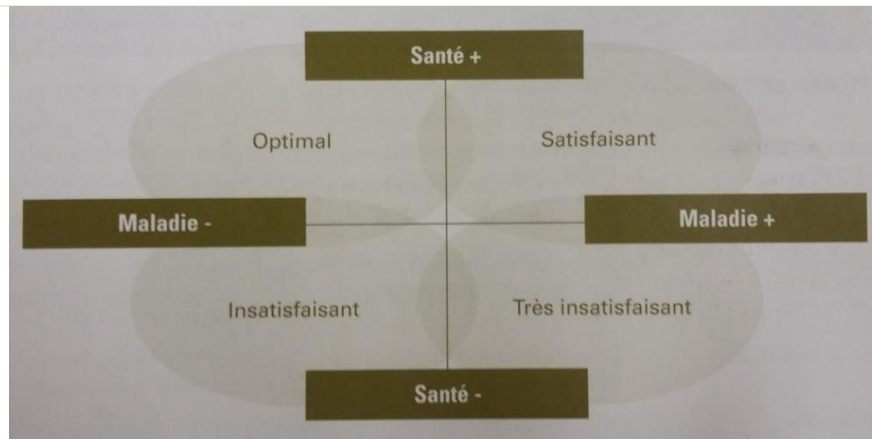 Santé +
Optimal
Satisfaisant
Maladie -
Maladie +
Insatisfaisant
Très insatisfaisant
Santé -